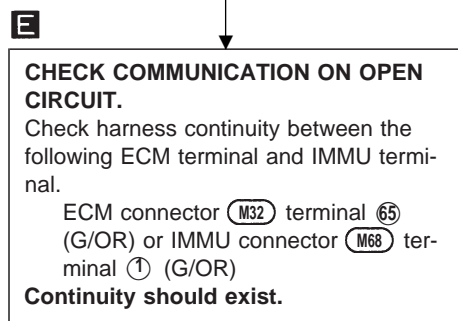 E
CHECK COMMUNICATION ON OPEN
CIRCUIT.
Check harness continuity between the
following ECM terminal and IMMU termi-
nal.
ECM connector M32 terminal 65
(G/OR) or IMMU connector M68 ter-
minal 1 (G/OR)
Continuity should exist.